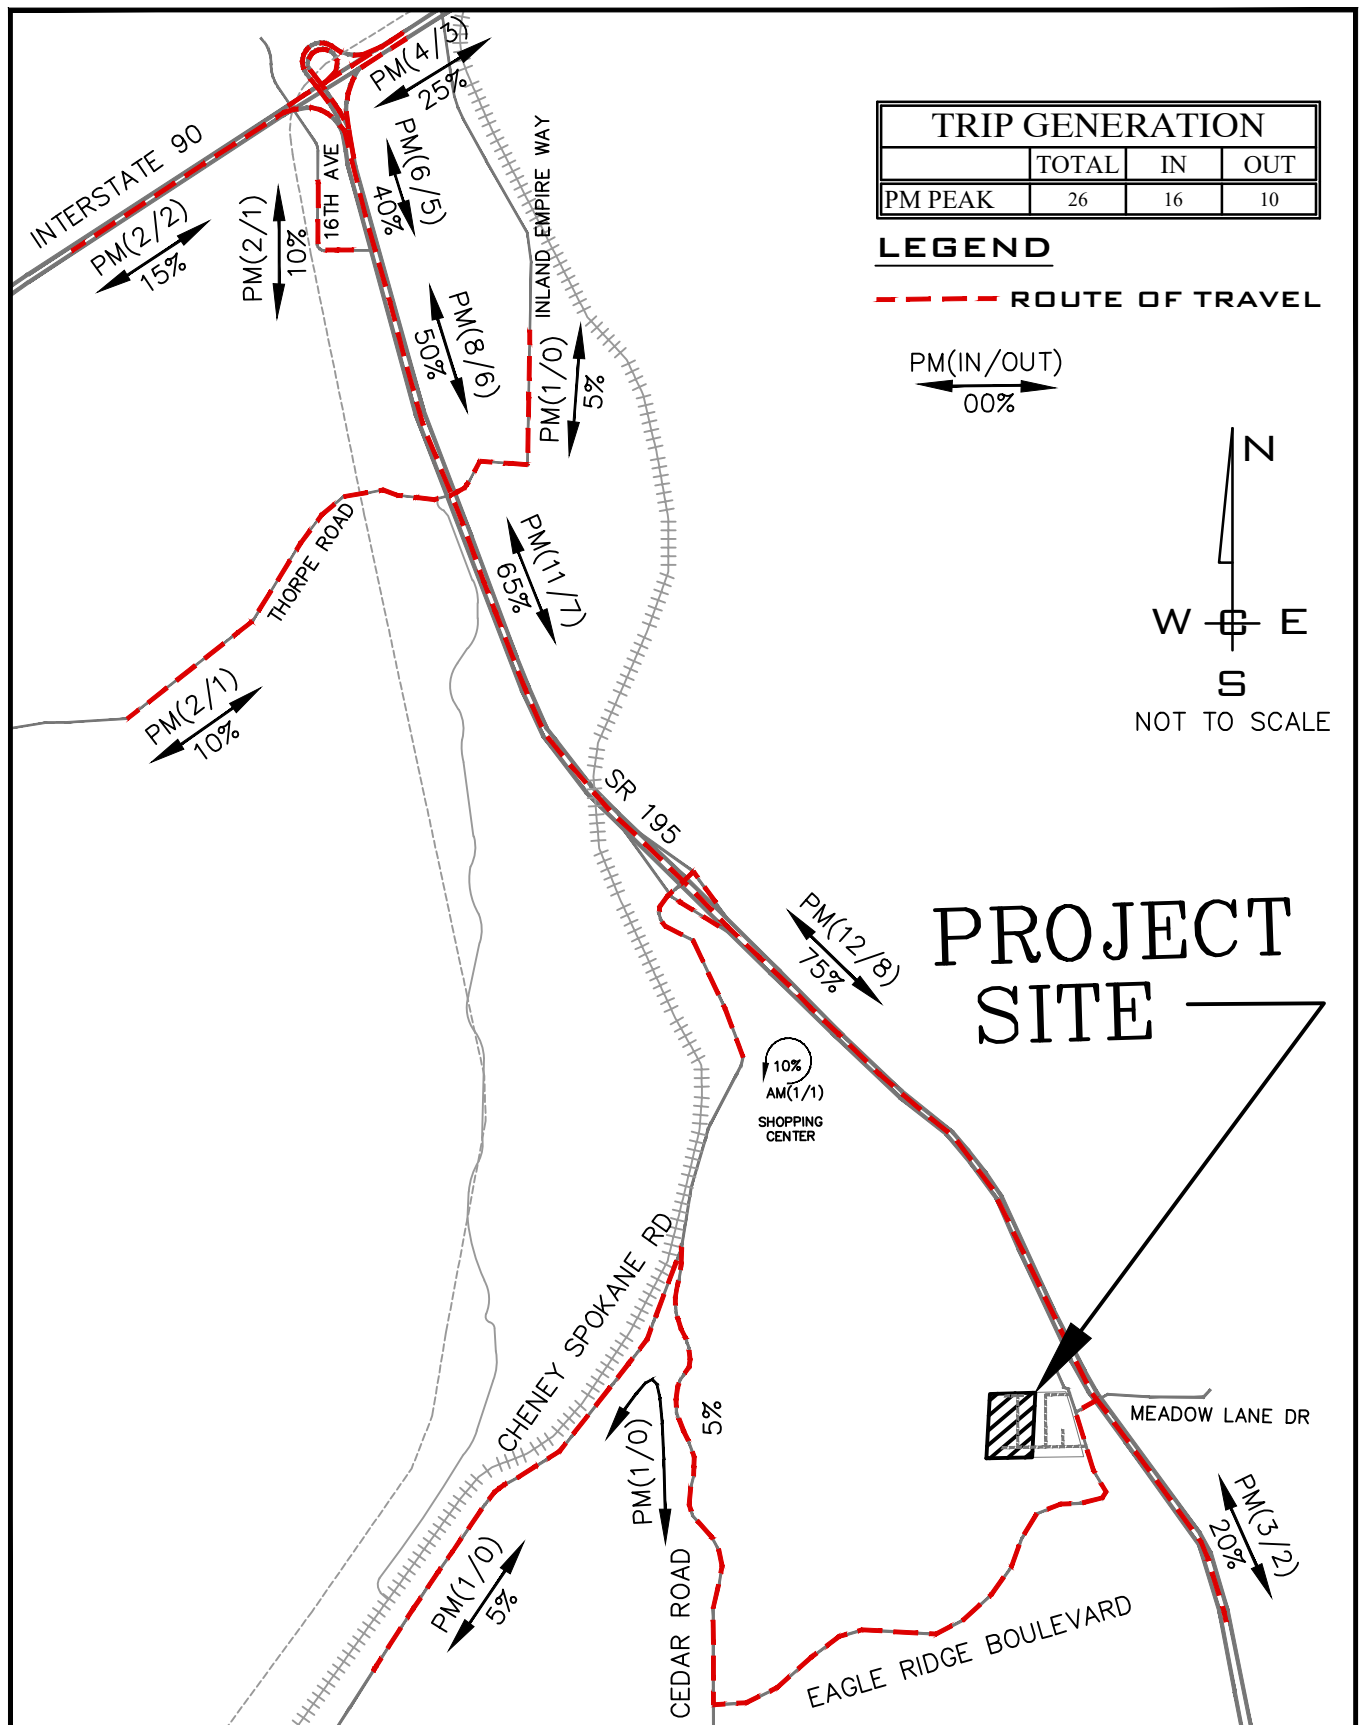 PM(4/3)
25%
INTERSTATE 90
PM(2/2)
15%
PM(2/1)
10%
16TH AVE
PM(6/5)
40%
INLAND EMPIRE WAY
PM(8/6)
50%
PM(1/0)
5%
TRIP GENERATION
TOTAL IN OUT
PM PEAK 26 16 10
LEGEND
ROUTE OF TRAVEL
PM(IN/OUT)
00%
N
W E
S
NOT TO SCALE
THORPE ROAD
PM(11/7)
65%
PM(2/1)
10%
SR 195
PM(12/8)
75%
PROJECT
SITE
10%
AM(1/1)
SHOPPING
CENTER
CHENEY SPOKANE RD
MEADOW LANE DR
5%
PM(1/0)
PM(3/2)
20%
PM(1/0)
5%
CEDAR ROAD
EAGLE RIDGE BOULEVARD